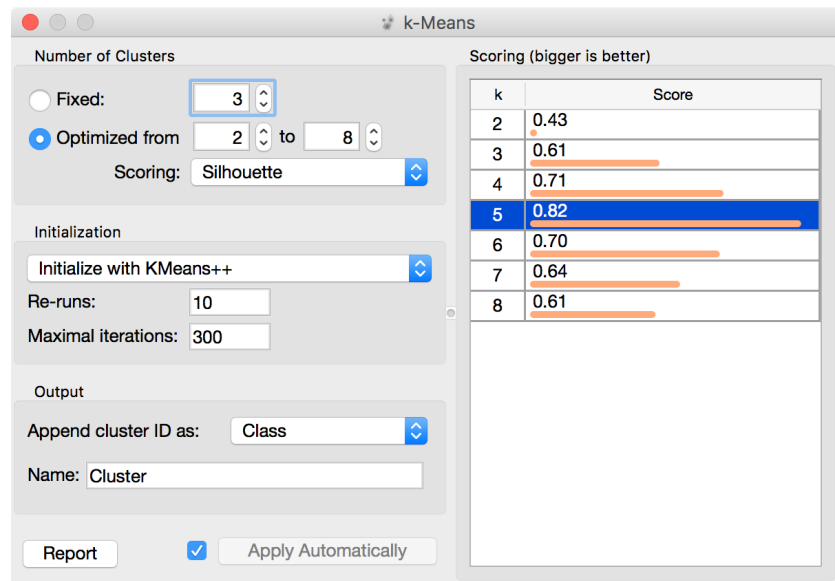 k-Means
Number of Clusters
Fixed: 3
Optimized from 2 to 8
Scoring: Silhouette
Initialization
Initialize with KMeans++
Re-runs: 10
Maximal iterations: 300
Output
Append cluster ID as: Class
Name: Cluster
Report Apply Automatically
Scoring (bigger is better)
k Score
2 0.43
3 0.61
4 0.71
5 0.82
6 0.70
7 0.64
8 0.61